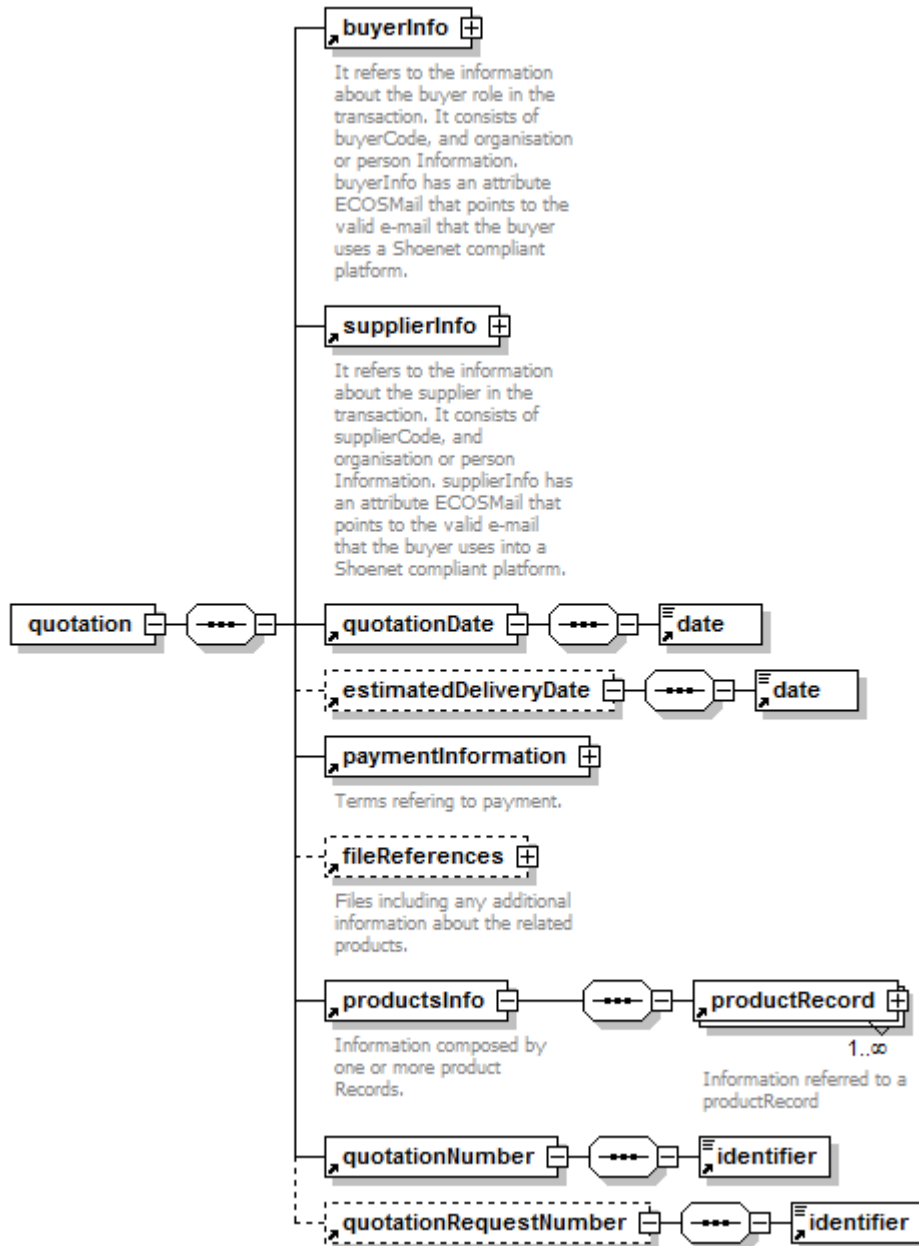 buyerInfo
It refers to the information
about the buyer role in the
transaction. It consists of
buyerCode, and organisation
or person Information.
buyerInfo has an attribute
ECOSMail that points to the
valid e-mail that the buyer
uses a Shoenet compliant
platform.
supplierInfo
It refers to the information
about the supplier in the
transaction. It consists of
supplierCode, and
organisation or person
Information. supplierInfo has
an attribute ECOSMail that
points to the valid e-mail
that the buyer uses into a
Shoenet compliant platform.
quotation
quotationDate
date
estimatedDeliveryDate
date
paymentInformation
Terms refering to payment.
fileReferences
Files including any additional
information about the related
products.
productsInfo
productRecord
1..∞
Information composed by
one or more product
Records.
Information referred to a
productRecord
quotationNumber
identifier
quotationRequestNumber
identifier